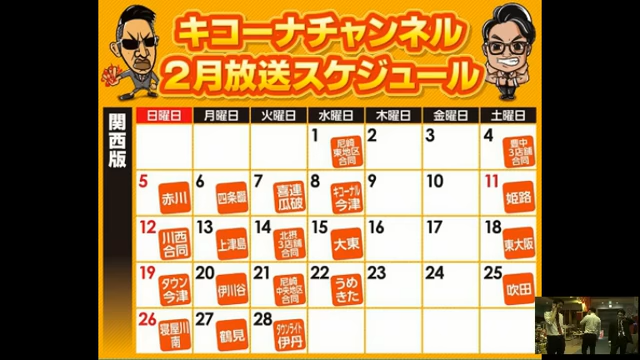 キコーナチャンネル
2月放送スケジュール
関西版
日曜日 月曜日 火曜日 水曜日 木曜日 金曜日 土曜日
1 尼崎東地区合同 2 3 4 豊中3店舗合同
5 赤川 6 四条畷 7 喜連瓜破 8 キコーナル今津 9 10 11 姫路
12 川西合同 13 上津島 14 北摂3店舗合同 15 大東 16 17 18 東大阪
19 タウン今津 20 伊川谷 21 尼崎中央地区合同 22 うめきた 23 24 25 吹田
26 寝屋川南 27 鶴見 28 タウンライト伊丹